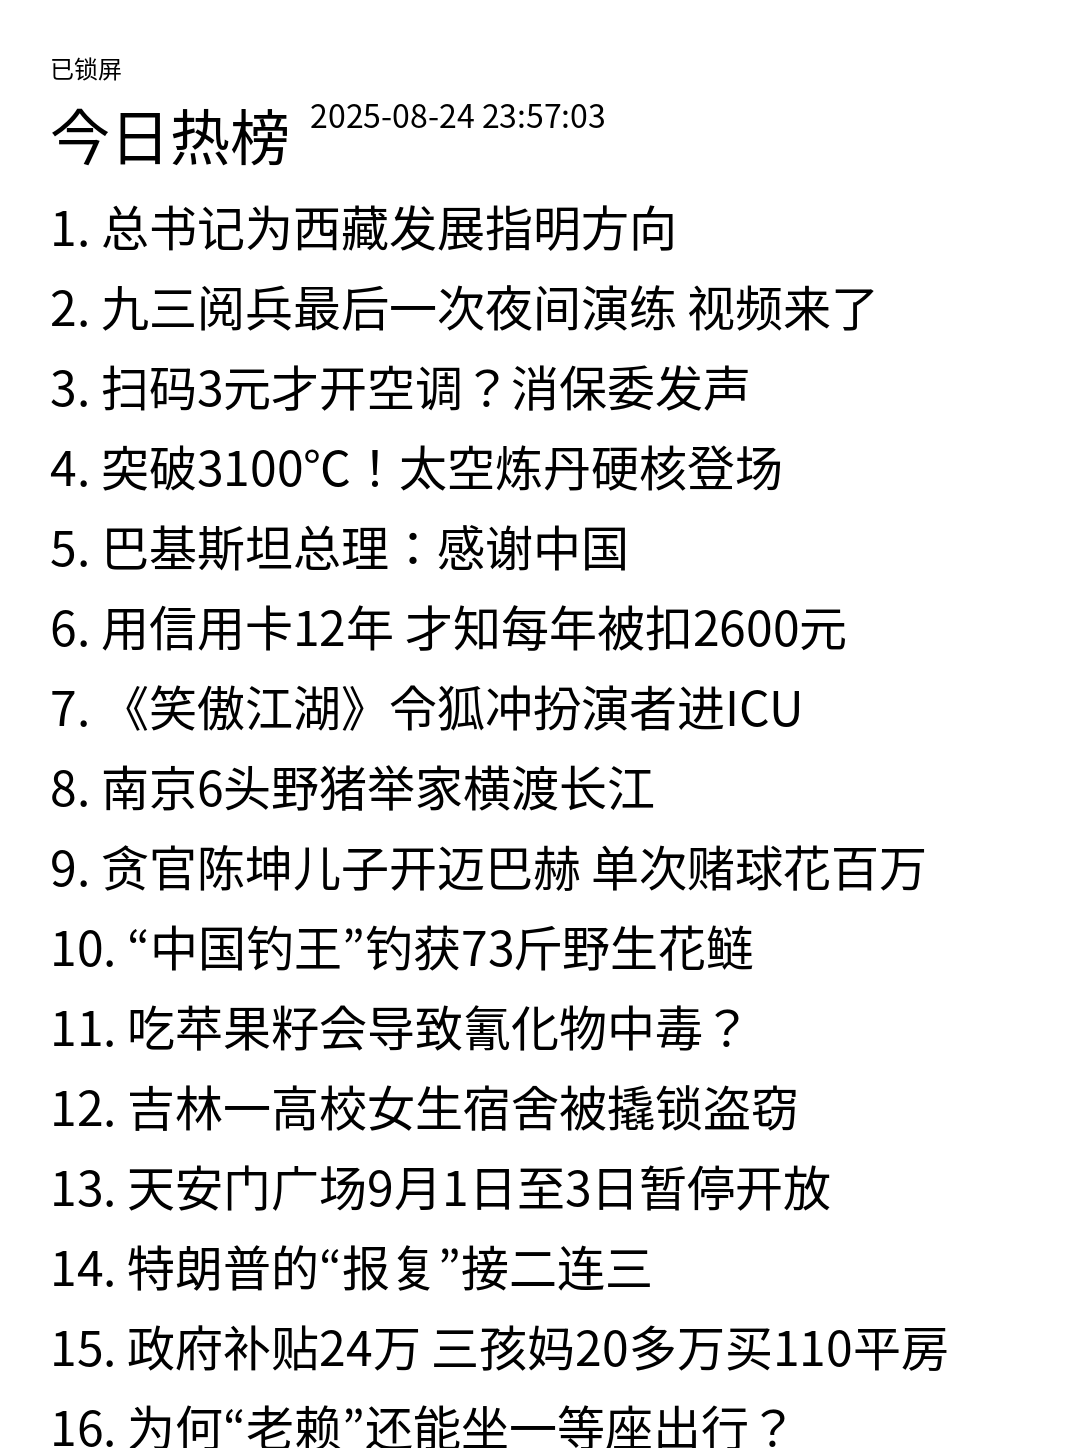 已锁屏
今日热榜 2025-08-24 23:57:03
1. 总书记为西藏发展指明方向
2. 九三阅兵最后一次夜间演练 视频来了
3. 扫码3元才开空调？消保委发声
4. 突破3100℃！太空炼丹硬核登场
5. 巴基斯坦总理：感谢中国
6. 用信用卡12年 才知每年被扣2600元
7. 《笑傲江湖》令狐冲扮演者进ICU
8. 南京6头野猪举家横渡长江
9. 贪官陈坤儿子开迈巴赫 单次赌球花百万
10. “中国钓王”钓获73斤野生花鲢
11. 吃苹果籽会导致氰化物中毒？
12. 吉林一高校女生宿舍被撬锁盗窃
13. 天安门广场9月1日至3日暂停开放
14. 特朗普的“报复”接二连三
15. 政府补贴24万 三孩妈20多万买110平房
16. 为何“老赖”还能坐一等座出行？